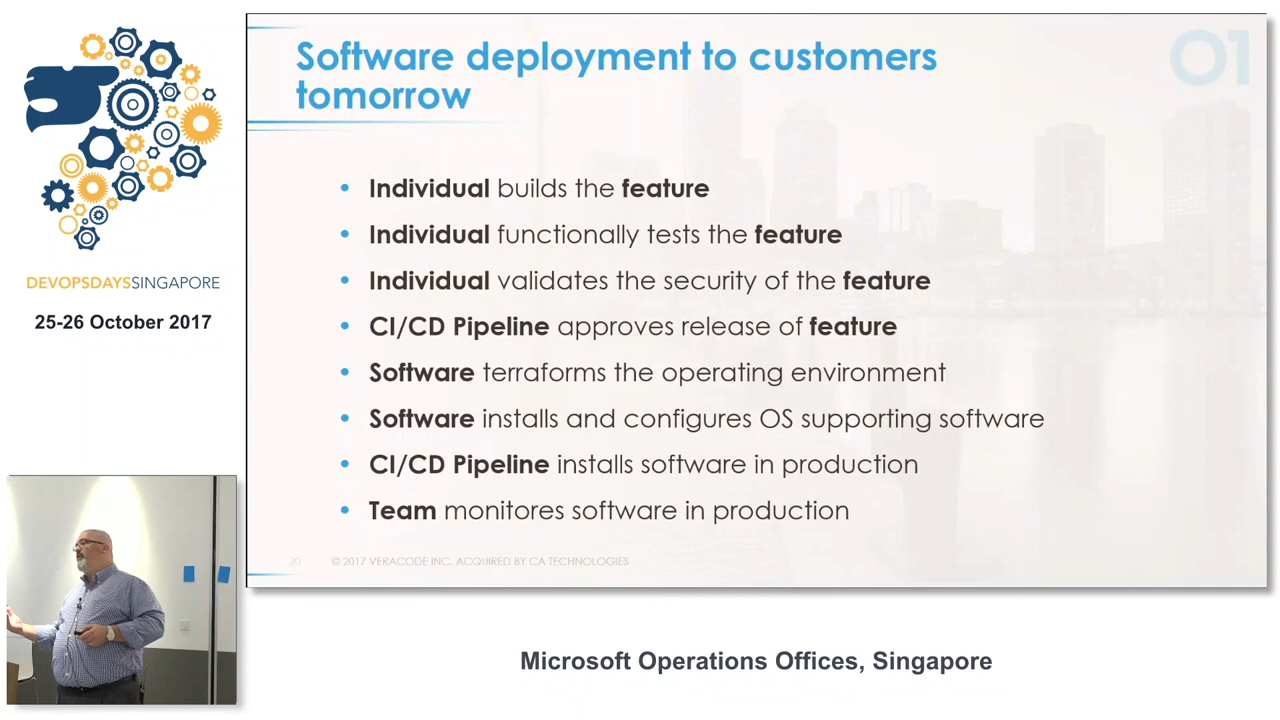 DEVOPSDAYSSINGAPORE
25-26 October 2017
Software deployment to customers
tomorrow
01
• Individual builds the feature
• Individual functionally tests the feature
• Individual validates the security of the feature
• CI/CD Pipeline approves release of feature
• Software terraforms the operating environment
• Software installs and configures OS supporting software
• CI/CD Pipeline installs software in production
• Team monitores software in production
20 © 2017 VERACODE INC. ACQUIRED BY CA TECHNOLOGIES
Microsoft Operations Offices, Singapore